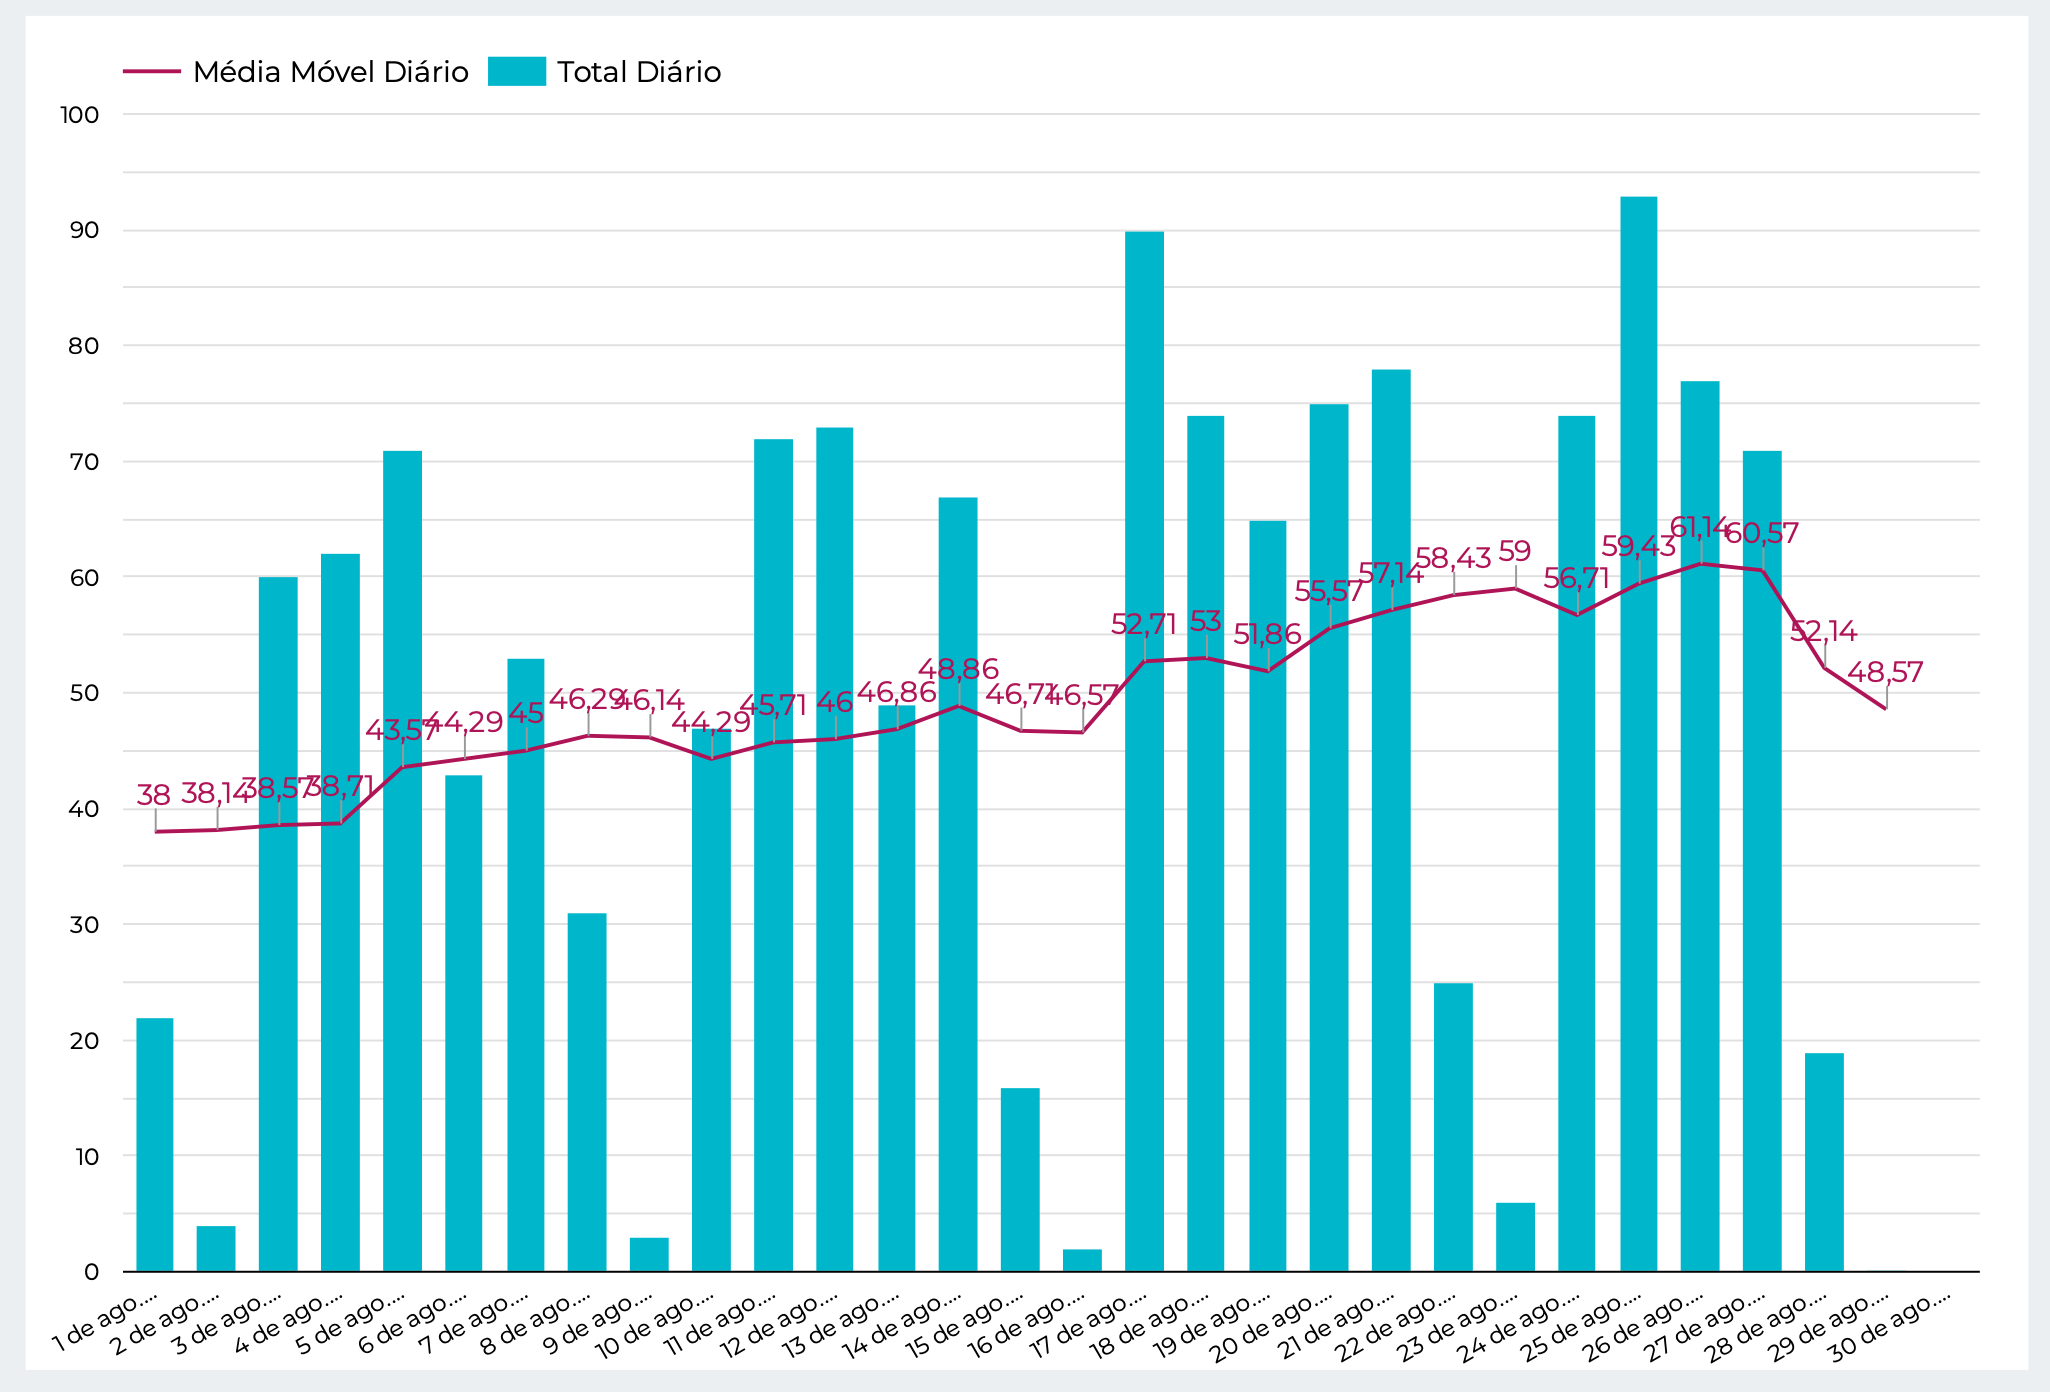 Média Móvel Diário Total Diário
100
90
80
70
60
50
40
30
20
10
0
38
38,14
38,57
38,71
43,57
44,29
45
46,29
46,14
44,29
45,71
46
46,86
48,86
46,71
46,57
52,71
53
51,86
55,57
57,14
58,43
59
56,71
59,43
61,14
60,57
52,14
48,57
1 de ago....
2 de ago....
3 de ago....
4 de ago....
5 de ago....
6 de ago....
7 de ago....
8 de ago....
9 de ago....
10 de ago....
11 de ago....
12 de ago....
13 de ago....
14 de ago....
15 de ago....
16 de ago....
17 de ago....
18 de ago....
19 de ago....
20 de ago....
21 de ago....
22 de ago....
23 de ago....
24 de ago....
25 de ago....
26 de ago....
27 de ago....
28 de ago....
29 de ago....
30 de ago....